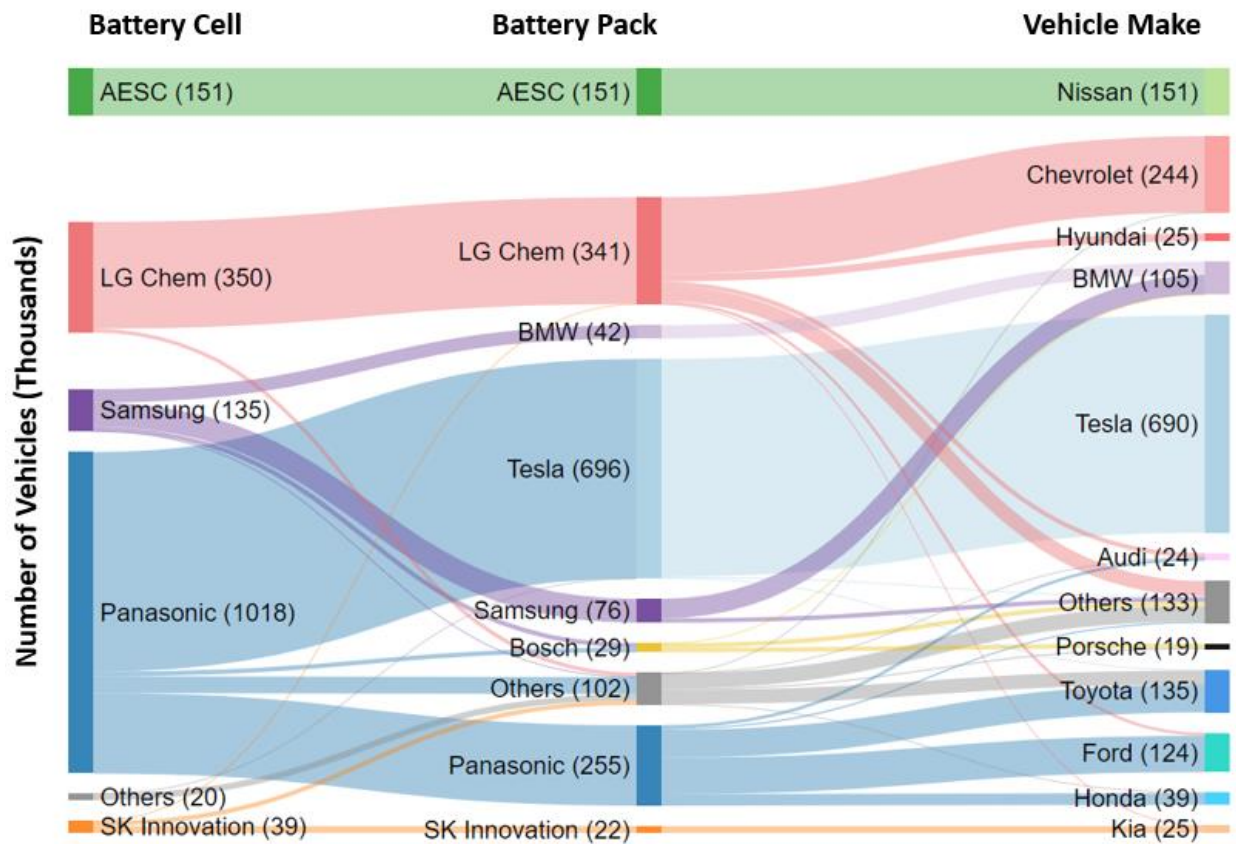 Battery Cell
Battery Pack
Vehicle Make
Number of Vehicles (Thousands)
AESC (151)
LG Chem (350)
Samsung (135)
Panasonic (1018)
Others (20)
SK Innovation (39)
AESC (151)
LG Chem (341)
BMW (42)
Tesla (696)
Samsung (76)
Bosch (29)
Others (102)
Panasonic (255)
SK Innovation (22)
Nissan (151)
Chevrolet (244)
Hyundai (25)
BMW (105)
Tesla (690)
Audi (24)
Others (133)
Porsche (19)
Toyota (135)
Ford (124)
Honda (39)
Kia (25)